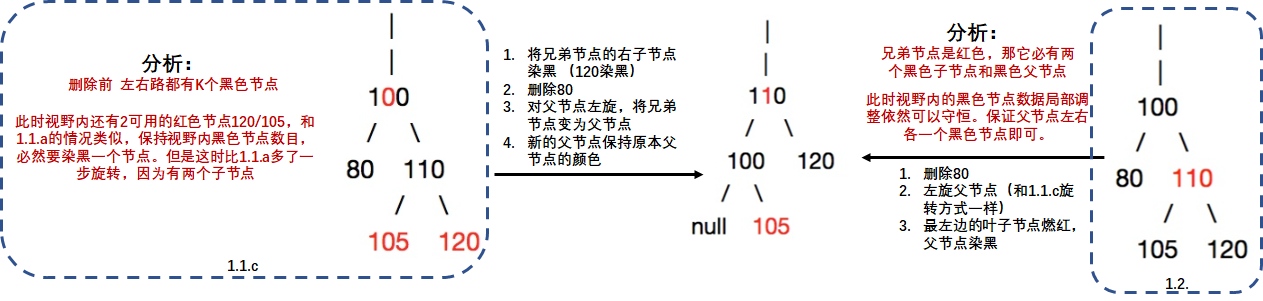 分析：
删除前 左右路都有K个黑色节点
此时视野内还有2可用的红色节点120/105，和
1.1.a的情况类似，保持视野内黑色节点数目，
必然要染黑一个节点。但是这时比1.1.a多了一
步旋转，因为有两个子节点
|
|
100
/ \
80 110
/ \
105 120
1.1.c
1. 将兄弟节点的右子节点
染黑 （120染黑）
2. 删除80
3. 对父节点左旋，将兄弟
节点变为父节点
4. 新的父节点保持原本父
节点的颜色
|
|
110
/ \
100 120
/ \
null 105
分析：
兄弟节点是红色，那它必有两
个黑色子节点和黑色父节点
此时视野内的黑色节点数据局部调
整依然可以守恒。保证父节点左右
各一个黑色节点即可。
1. 删除80
2. 左旋父节点（和1.1.c旋
转方式一样）
3. 最左边的叶子节点燃红，
父节点染黑
|
|
100
/ \
80 110
/ \
105 120
1.2.